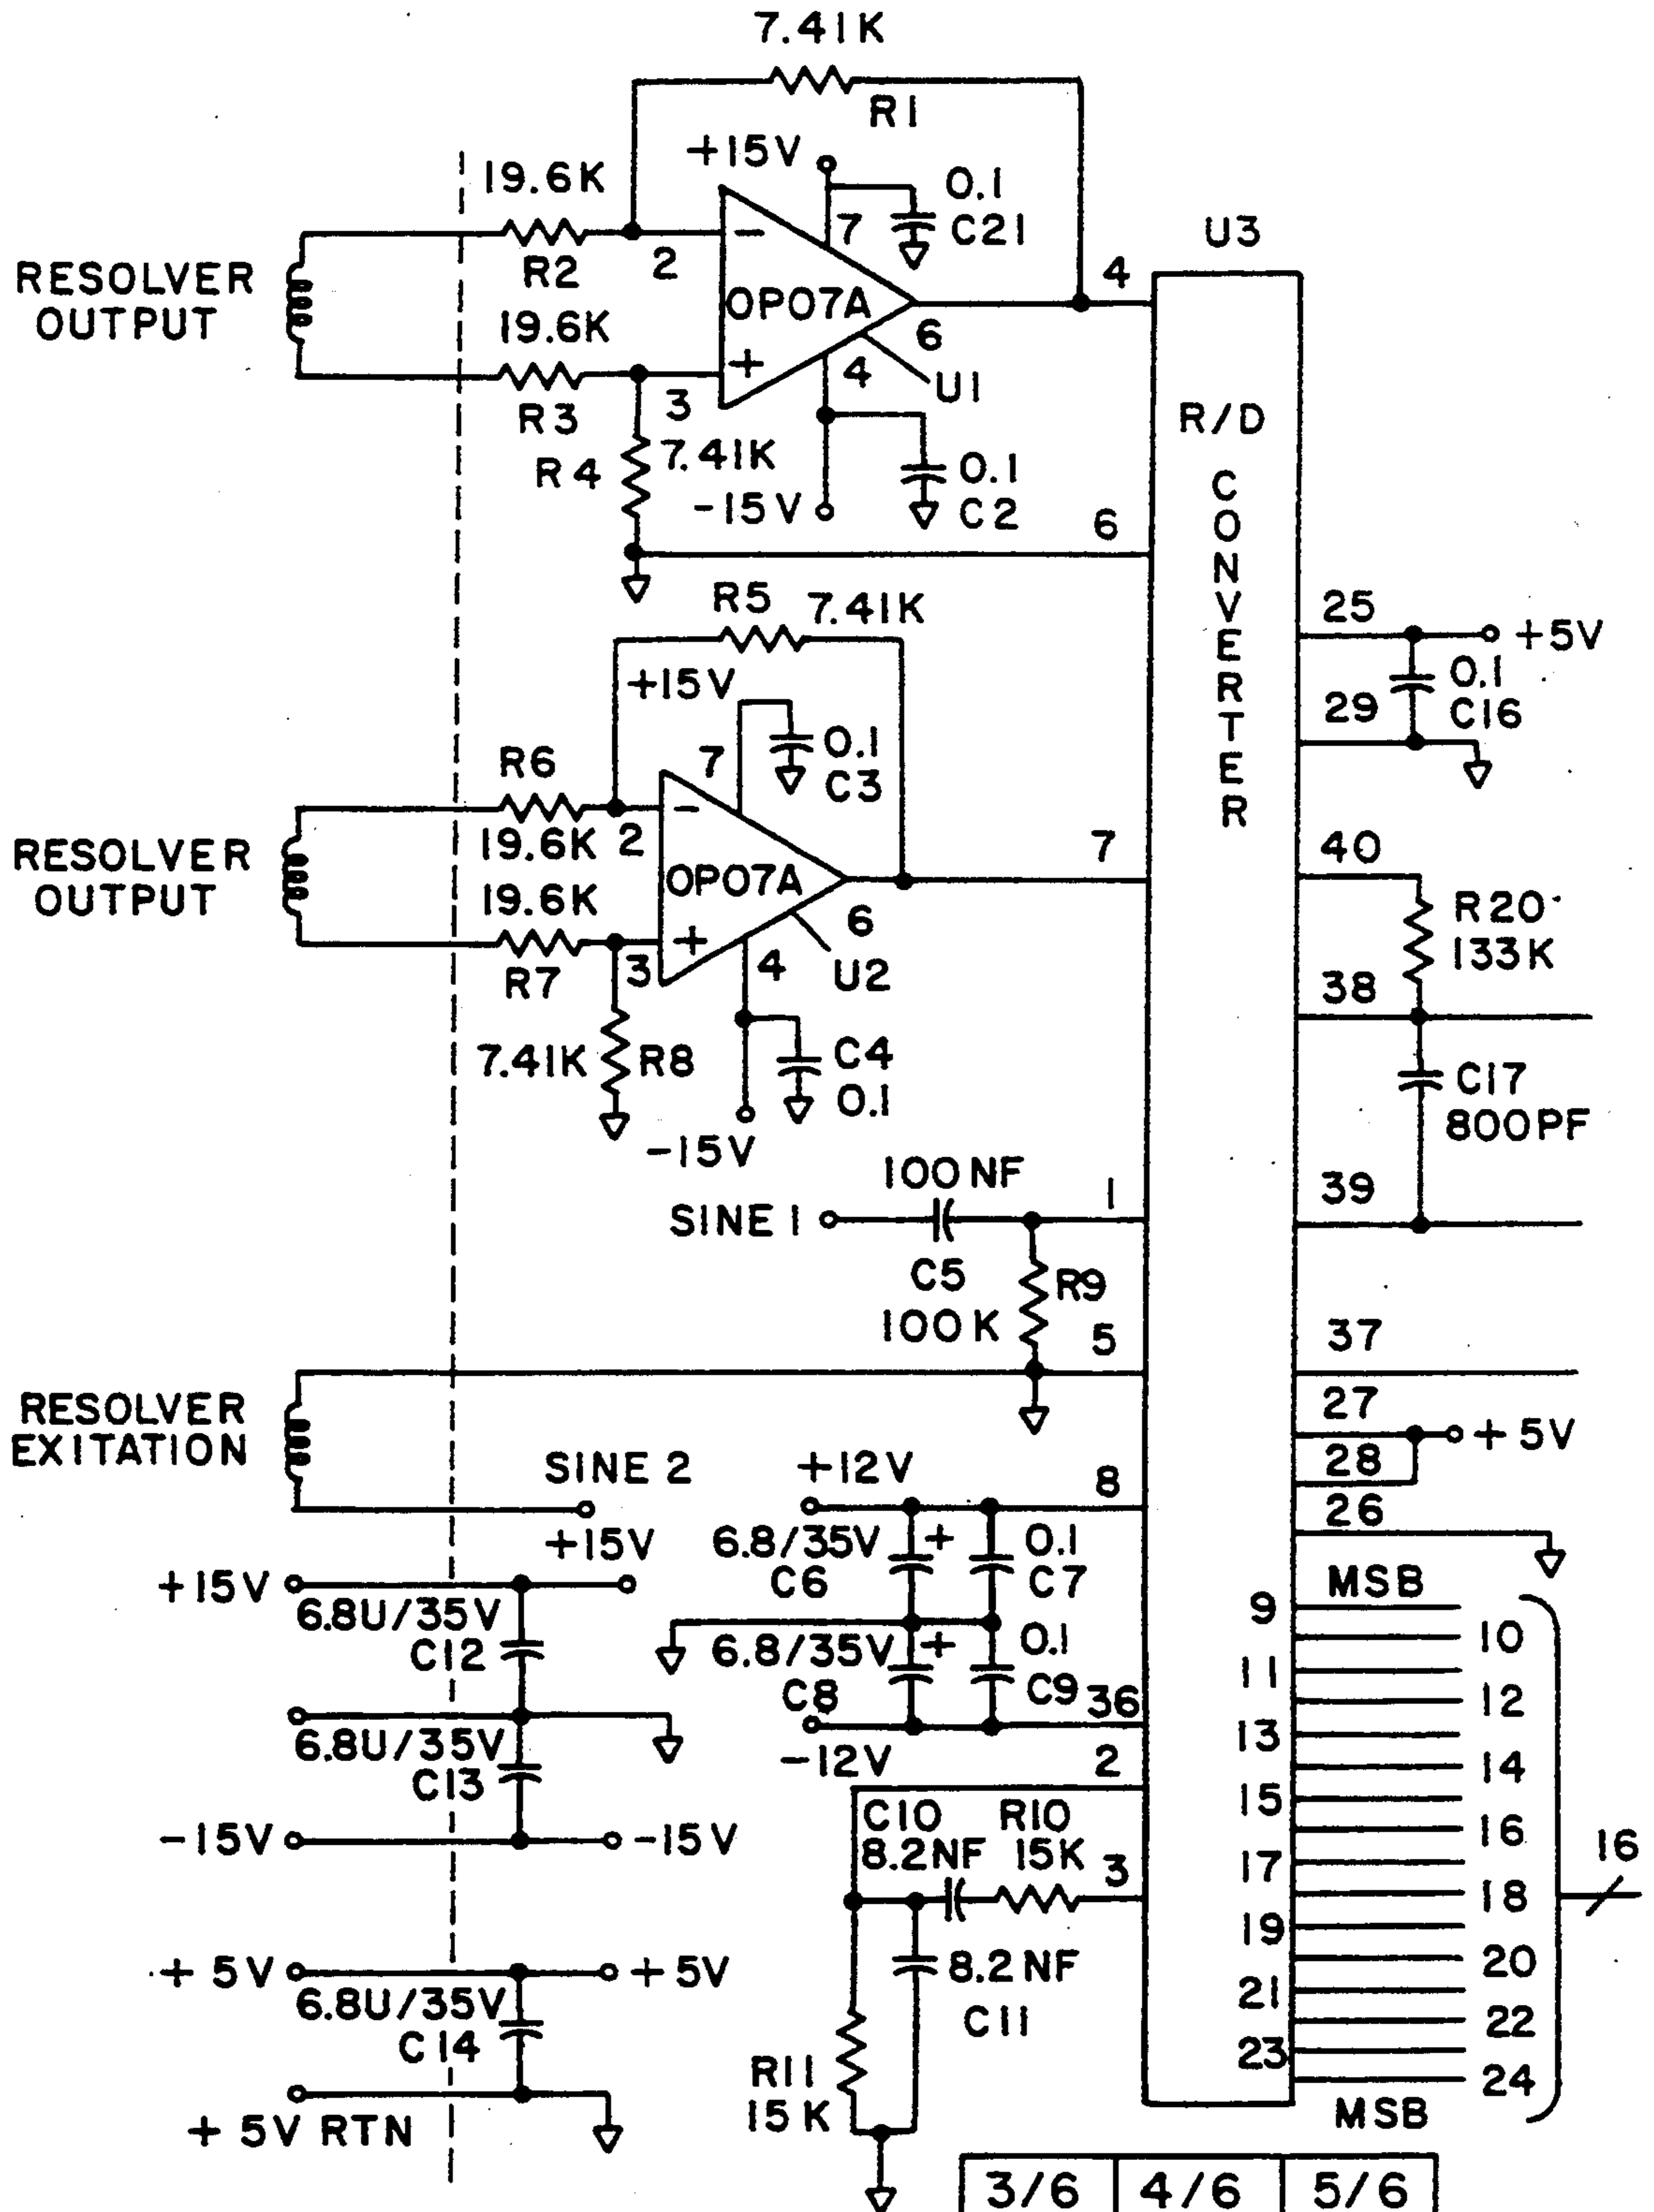 7.41K
R1
+15V
0.1
C21
19.6K
R2
2
-
7
OP07A
6
4
U3
RESOLVER
OUTPUT
19.6K
R3
3
+
4
U1
R4
7.41K
-15V
0.1
C2
6
R/D
CONVERTER
R5
7.41K
+15V
7
0.1
C3
R6
19.6K
2
-
OP07A
6
7
RESOLVER
OUTPUT
19.6K
R7
3
+
4
U2
7.41K
R8
C4
0.1
-15V
100NF
SINE 1
1
C5
R9
100K
5
RESOLVER
EXITATION
SINE 2
+12V
8
+15V
6.8/35V
+
C6
0.1
C7
+15V
6.8U/35V
C12
6.8/35V
+
C8
0.1
C9
36
-12V
6.8U/35V
C13
-15V
-15V
2
C10
8.2NF
R10
15K
3
+ 5V
+ 5V
6.8U/35V
C14
8.2NF
C11
R11
15K
+ 5V RTN
25
+5V
0.1
C16
29
40
R20
133K
38
C17
800PF
39
37
27
+ 5V
28
26
MSB
9
10
11
12
13
14
15
16
17
18
19
20
21
22
23
24
MSB
16
3/6 4/6 5/6